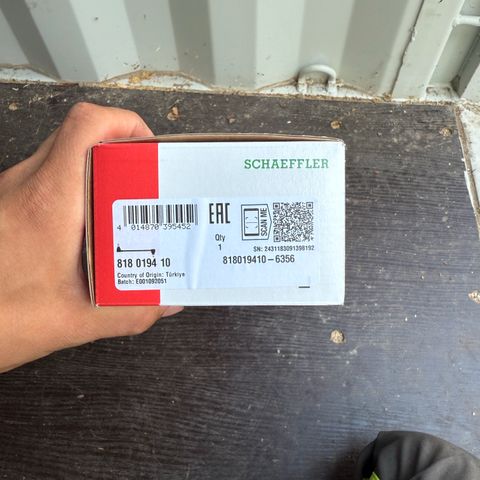 SCHAEFFLER
4 014870 395452
EAC
Qty
1
SCAN ME
SN: 2431183091398192
818 0194 10
818019410-6356
Country of Origin: Türkiye
Batch: E001092051